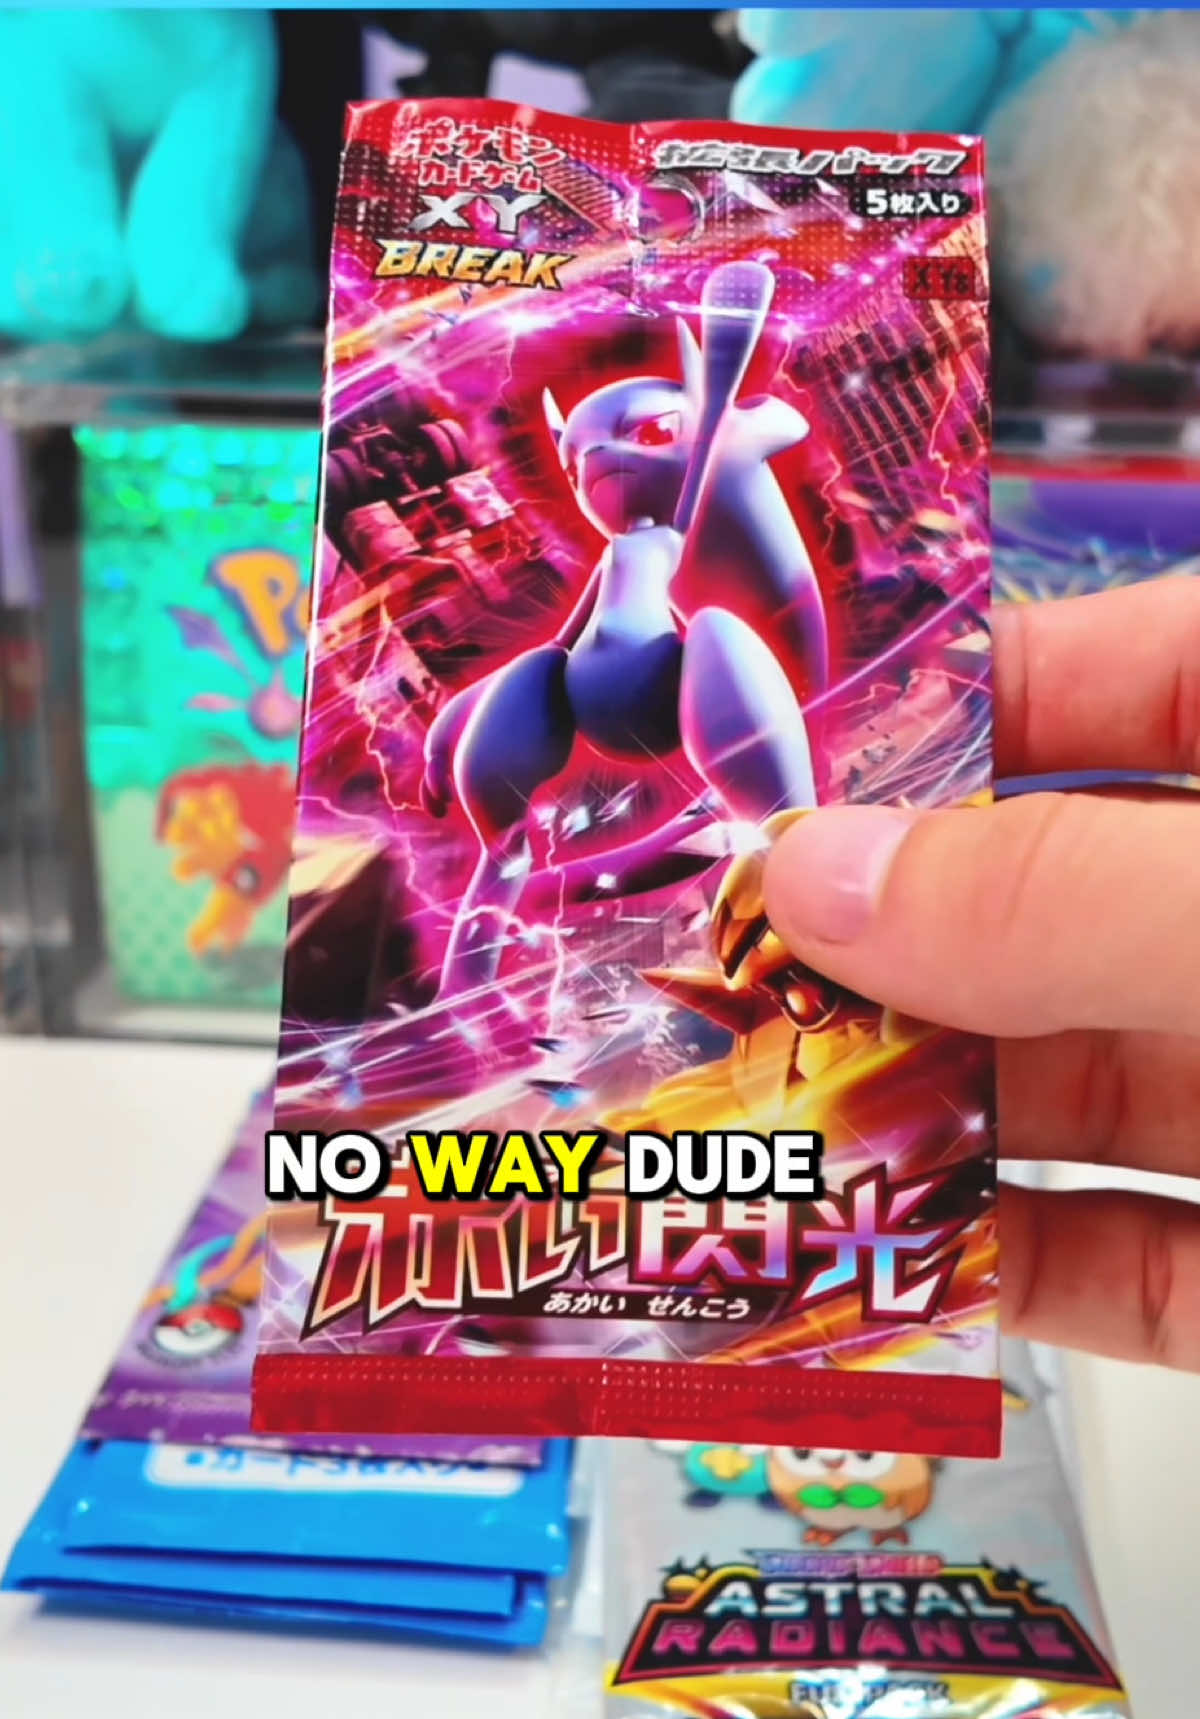 ポケモン
カードゲーム
XY
BREAK
拡張パック
5枚入り
NO WAY DUDE
赤い閃光
あかい せんこう
ASTRAL
RADIANCE